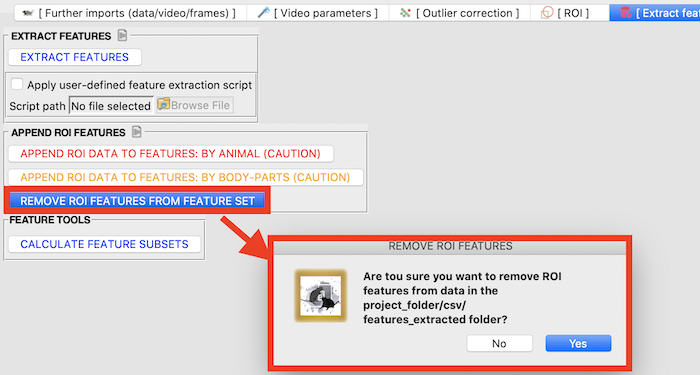 [ Further imports (data/video/frames) ] [ Video parameters ] [ Outlier correction ] [ ROI ] [ Extract fea
EXTRACT FEATURES
EXTRACT FEATURES
Apply user-defined feature extraction script
Script path No file selected Browse File
APPEND ROI FEATURES
APPEND ROI DATA TO FEATURES: BY ANIMAL (CAUTION)
APPEND ROI DATA TO FEATURES: BY BODY-PARTS (CAUTION)
REMOVE ROI FEATURES FROM FEATURE SET
FEATURE TOOLS
CALCULATE FEATURE SUBSETS
REMOVE ROI FEATURES
Are tou sure you want to remove ROI
features from data in the
project_folder/csv/
features_extracted folder?
No Yes